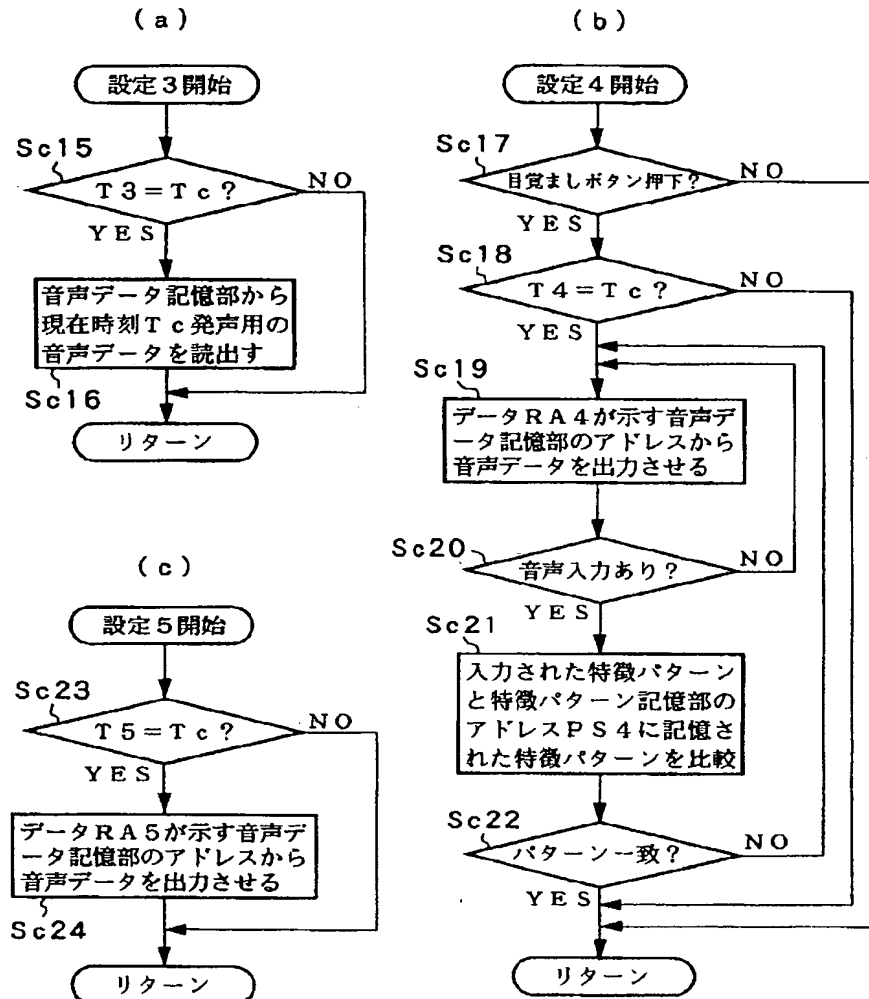 (a)
設定3開始
Sc15
T3=Tc?
NO
YES
音声データ記憶部から
現在時刻Tc発声用の
音声データを読出す
Sc16
リターン
(b)
設定4開始
Sc17
目覚ましボタン押下?
NO
YES
Sc18
T4=Tc?
NO
YES
Sc19
データRA4が示す音声デ
ータ記憶部のアドレスから
音声データを出力させる
Sc20
音声入力あり?
NO
YES
Sc21
入力された特徴パターン
と特徴パターン記憶部の
アドレスPS4に記憶さ
れた特徴パターンを比較
Sc22
パターン一致?
NO
YES
リターン
(c)
設定5開始
Sc23
T5=Tc?
NO
YES
データRA5が示す音声デ
ータ記憶部のアドレスから
音声データを出力させる
Sc24
リターン